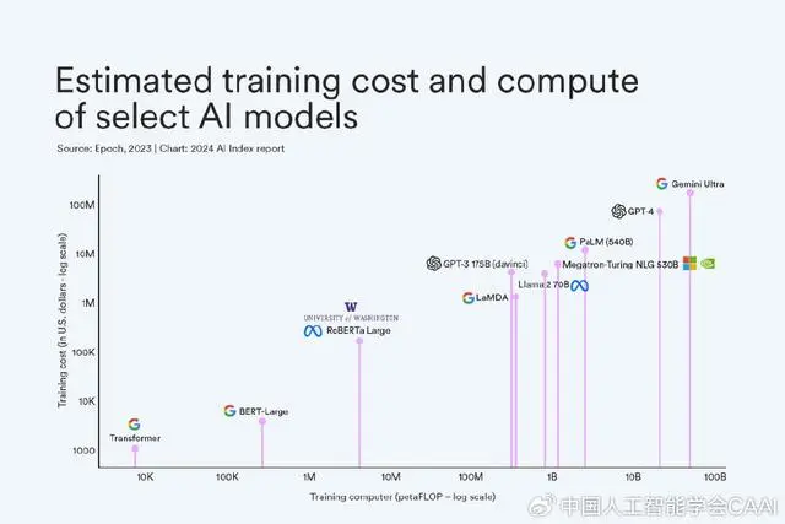 Estimated training cost and compute
of select AI models
Source: Epoch, 2023 | Chart: 2024 AI Index report
Training cost (in U.S. dollars - log scale)
100M
10M
1M
100K
10K
1000
Gemini Ultra
GPT-4
PaLM (540B)
GPT-3 175B (davinci)
Megatron-Turing NLG 530B
Llama 2 70B
LaMDA
W
UNIVERSITY of WASHINGTON
RoBERTa Large
BERT-Large
Transformer
10K
100K
1M
10M
100M
1B
10B
100B
Training computer (petaFLOP – log scale)
中国人工智能学会CAAI